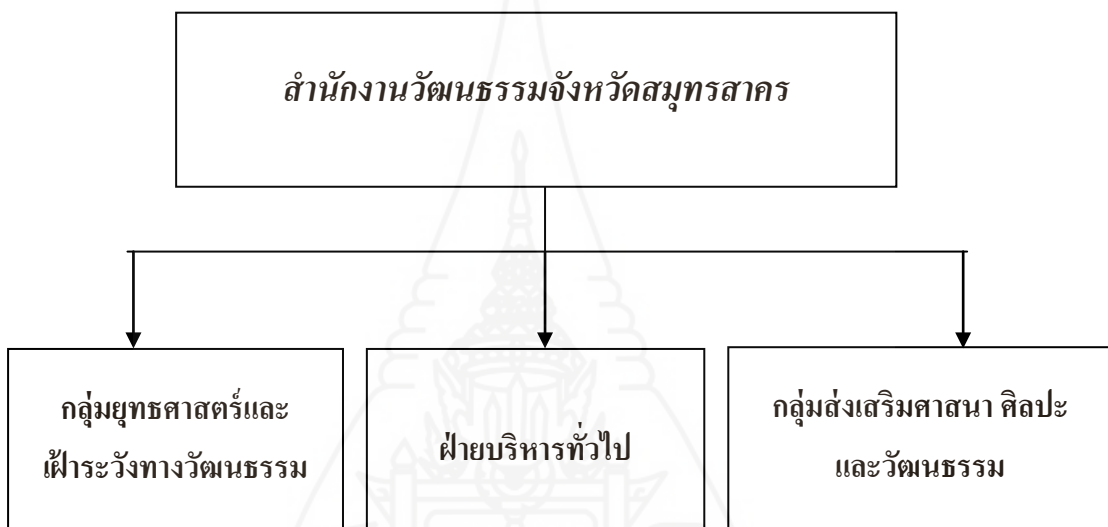 สำนักงานวัฒนธรรมจังหวัดสมุทรสาคร
กลุ่มยุทธศาสตร์และ
เฝ้าระวังทางวัฒนธรรม
ฝ่ายบริหารทั่วไป
กลุ่มส่งเสริมศาสนา ศิลปะ
และวัฒนธรรม